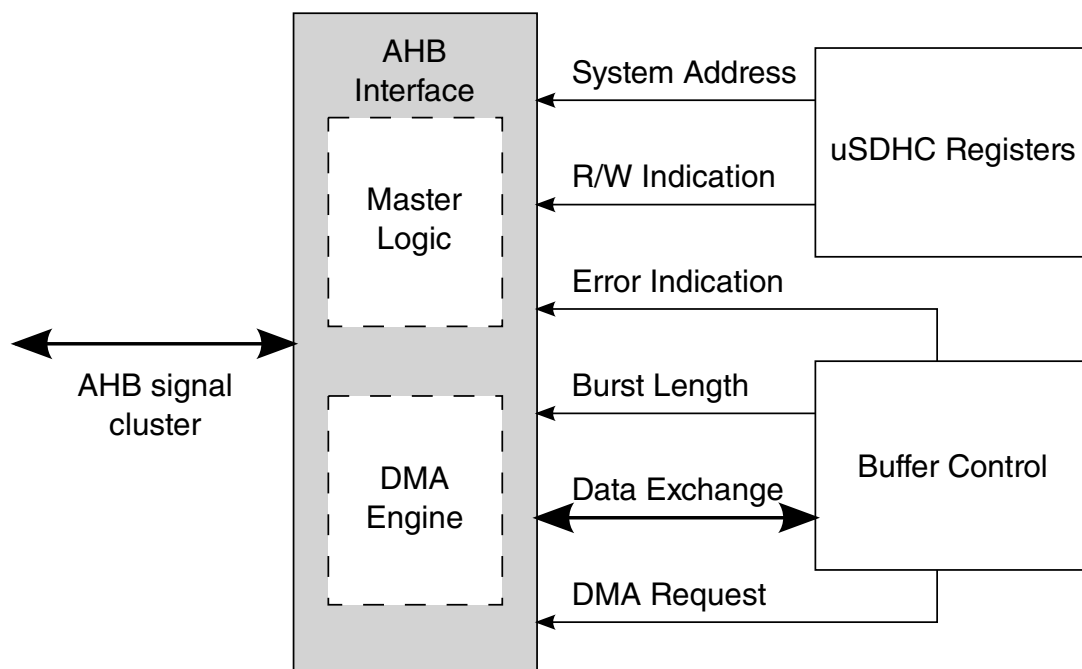 AHB
Interface
Master
Logic
DMA
Engine
AHB signal
cluster
System Address
R/W Indication
Error Indication
Burst Length
Data Exchange
DMA Request
uSDHC Registers
Buffer Control